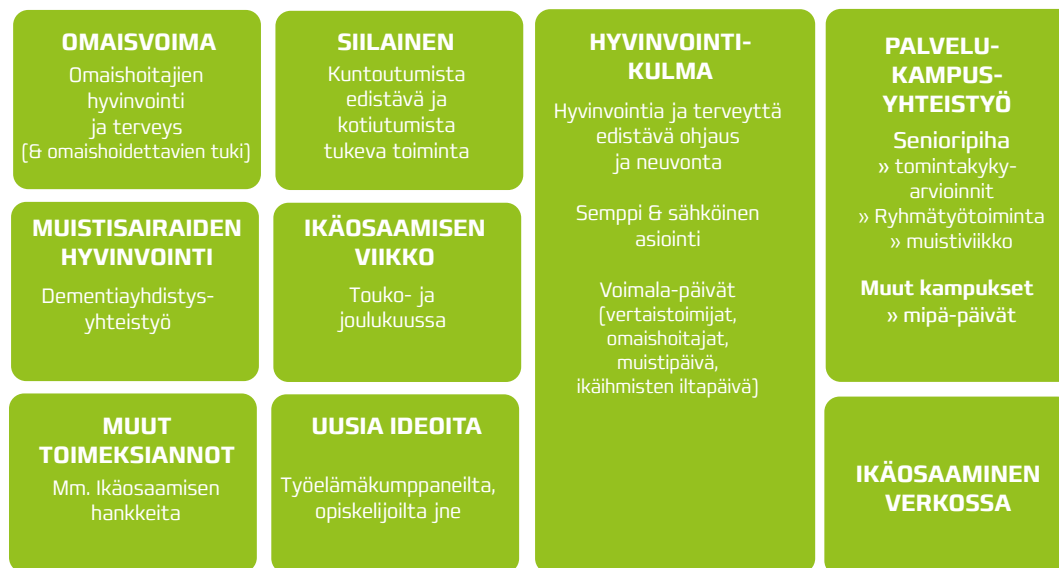 OMAISVOIMA
Omaishoitajien
hyvinvointi
ja terveys
(& omaishoidettavien tuki)
SIILAINEN
Kuntoutumista
edistävä ja
kotiutumista
tukeva toiminta
HYVINVOINTI-
KULMA
Hyvinvointia ja terveyttä
edistävä ohjaus
ja neuvonta
Semppi & sähköinen
asiointi
Voimala-päivät
(vertaistoimijat,
omaishoitajat,
muistipäivä,
ikäihmisten iltapäivä)
PALVELU-
KAMPUS-
YHTEISTYÖ
Senioripiha
» tomintakyky-
arvioinnit
» Ryhmätyötoiminta
» muistiviikko
Muut kampukset
» mipä-päivät
MUISTISAIRAIDEN
HYVINVOINTI
Dementiayhdistys-
yhteistyö
IKÄOSAAMISEN
VIIKKO
Touko- ja
joulukuussa
MUUT
TOIMEKSIANNOT
Mm. Ikäosaamisen
hankkeita
UUSIA IDEOITA
Työelämäkumppaneilta,
opiskelijoilta jne
IKÄOSAAMINEN
VERKOSSA